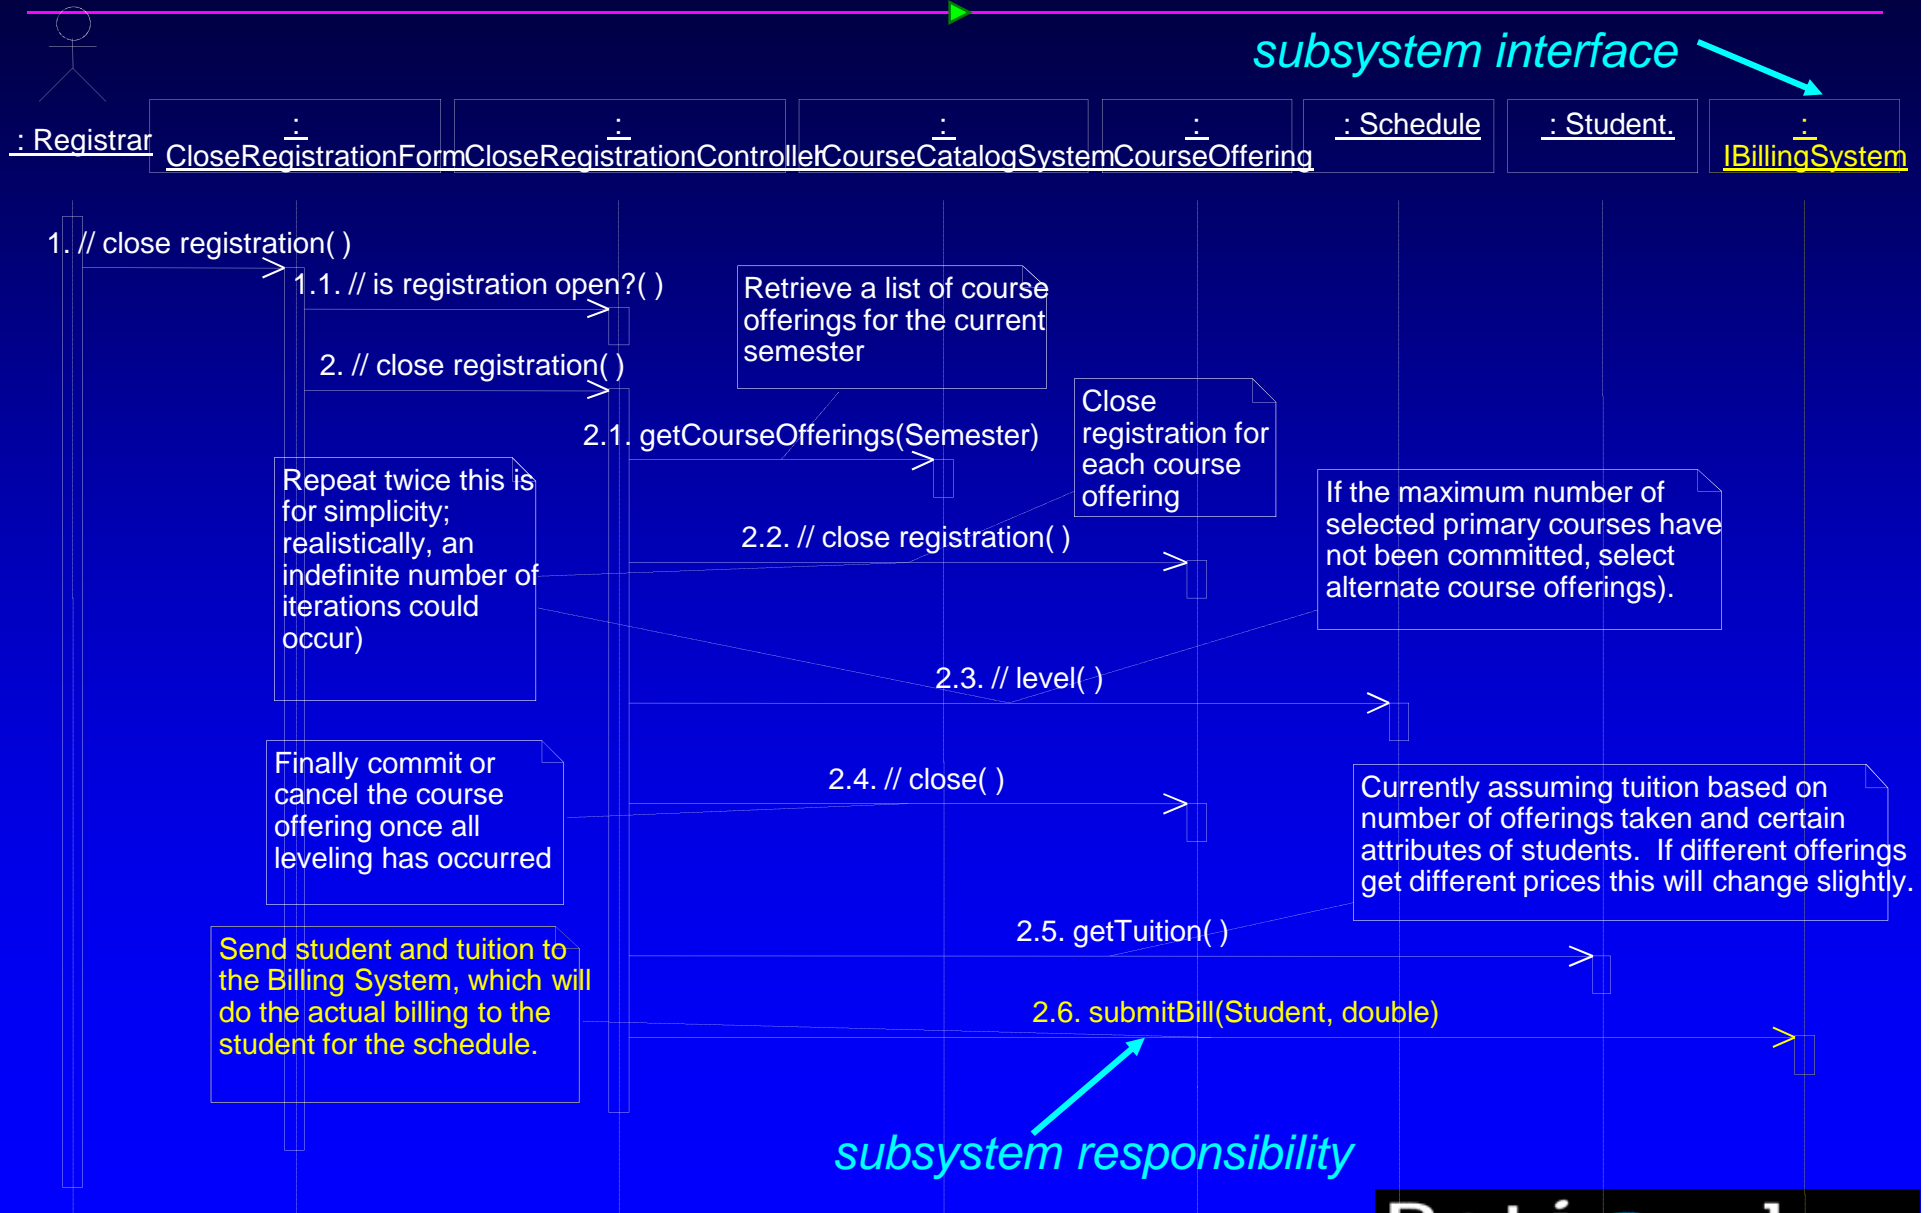 subsystem interface
: Registrar
:
CloseRegistrationForm
:
CloseRegistrationController
:
CourseCatalogSystem
:
CourseOffering
: Schedule
: Student.
:
IBillingSystem
1. // close registration( )
1.1. // is registration open?( )
Retrieve a list of course
offerings for the current
semester
2. // close registration( )
Close
registration for
each course
offering
2.1. getCourseOfferings(Semester)
Repeat twice this is
for simplicity;
realistically, an
indefinite number of
iterations could
occur)
If the maximum number of
selected primary courses have
not been committed, select
alternate course offerings).
2.2. // close registration( )
2.3. // level( )
Finally commit or
cancel the course
offering once all
leveling has occurred
2.4. // close( )
Currently assuming tuition based on
number of offerings taken and certain
attributes of students. If different offerings
get different prices this will change slightly.
2.5. getTuition( )
Send student and tuition to
the Billing System, which will
do the actual billing to the
student for the schedule.
2.6. submitBill(Student, double)
subsystem responsibility